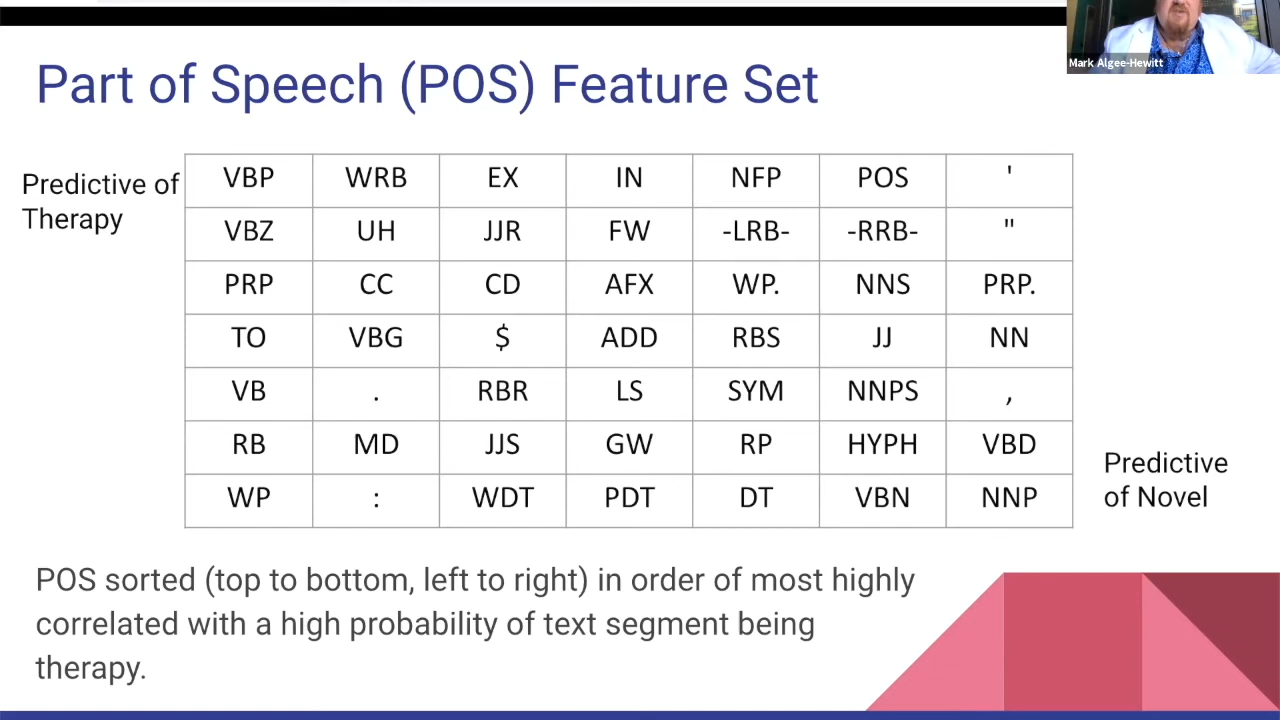 Mark Algee-Hewitt
Part of Speech (POS) Feature Set
Predictive of
Therapy
VBP WRB EX IN NFP POS '
VBZ UH JJR FW -LRB- -RRB- "
PRP CC CD AFX WP. NNS PRP.
TO VBG $ ADD RBS JJ NN
VB . RBR LS SYM NNPS ,
RB MD JJS GW RP HYPH VBD
WP : WDT PDT DT VBN NNP
Predictive
of Novel
POS sorted (top to bottom, left to right) in order of most highly
correlated with a high probability of text segment being
therapy.